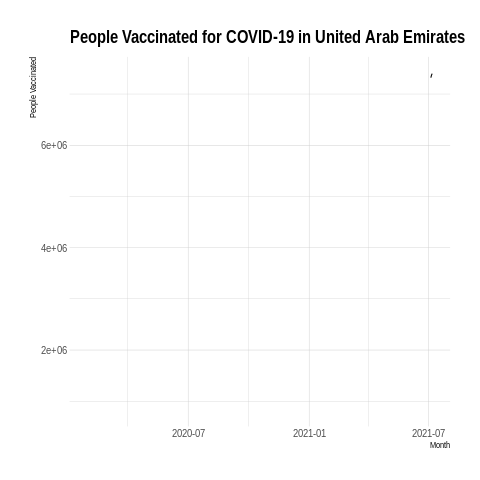 People Vaccinated for COVID-19 in United Arab Emirates
People Vaccinated
6e+06
4e+06
2e+06
2020-07 2021-01 2021-07
Month